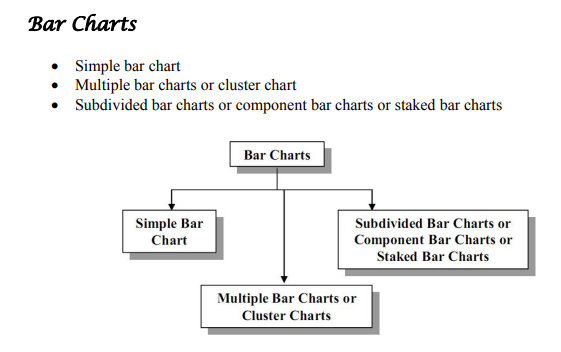 Bar Charts
• Simple bar chart
• Multiple bar charts or cluster chart
• Subdivided bar charts or component bar charts or staked bar charts
Bar Charts
Simple Bar
Chart
Subdivided Bar Charts or
Component Bar Charts or
Staked Bar Charts
Multiple Bar Charts or
Cluster Charts